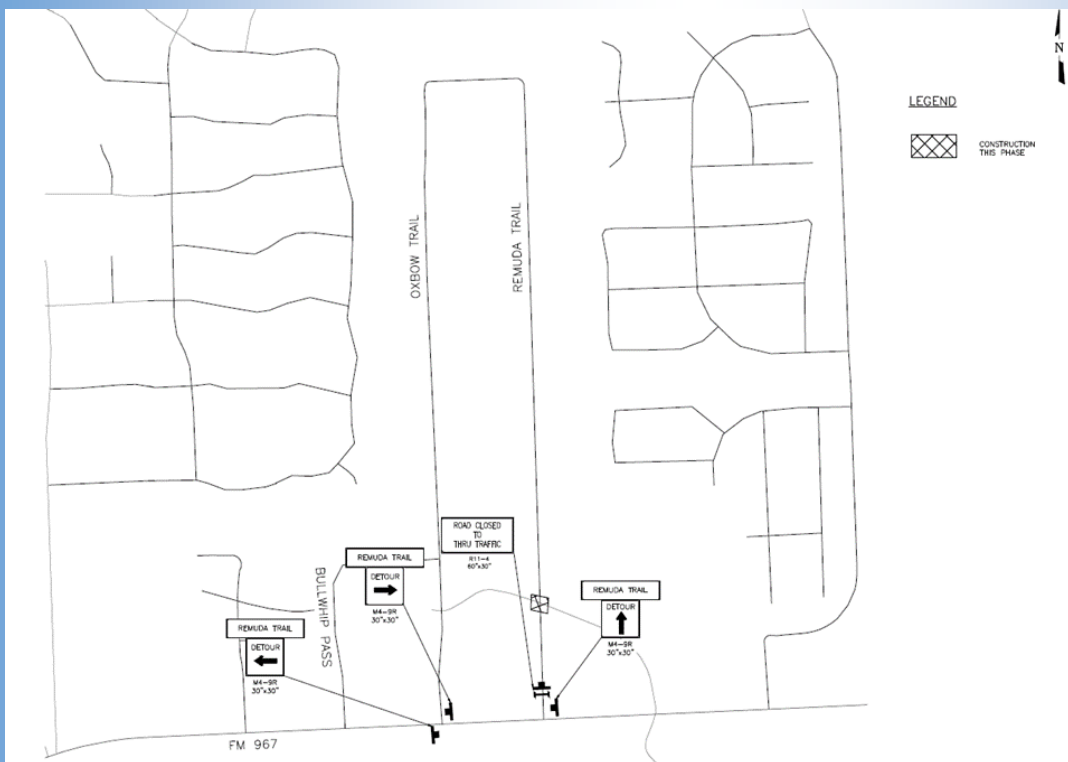 N
LEGEND
CONSTRUCTION
THIS PHASE
OXBOW TRAIL
REMUDA TRAIL
ROAD CLOSED
TO
THRU TRAFFIC
R11-4
60"x30"
REMUDA TRAIL
DETOUR
M4-9R
30"x30"
REMUDA TRAIL
DETOUR
M4-9R
30"x30"
BULLWHIP PASS
REMUDA TRAIL
DETOUR
M4-9R
30"x30"
FM 967